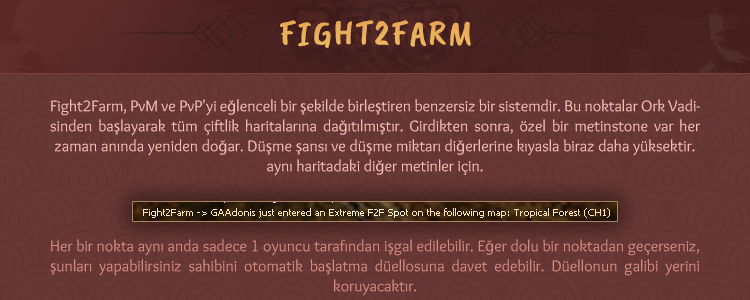 FIGHT2FARM
Fight2Farm, PvM ve PvP'yi eğlenceli bir şekilde birleştiren benzersiz bir sistemdir. Bu noktalar Ork Vadi-
sinden başlayarak tüm çiftlik haritalarına dağıtılmıştır. Girdikten sonra, özel bir metinstone var her
zaman anında yeniden doğar. Düşme şansı ve düşme miktarı diğerlerine kıyasla biraz daha yüksektir.
aynı haritadaki diğer metinler için.
Fight2Farm -> GAAdonis just entered an Extreme F2F Spot on the following map: Tropical Forest (CH1)
Her bir nokta aynı anda sadece 1 oyuncu tarafından işgal edilebilir. Eğer dolu bir noktadan geçerseniz,
şunları yapabilirsiniz sahibini otomatik başlatma düellosuna davet edebilir. Düellonun galibi yerini
koruyacaktır.